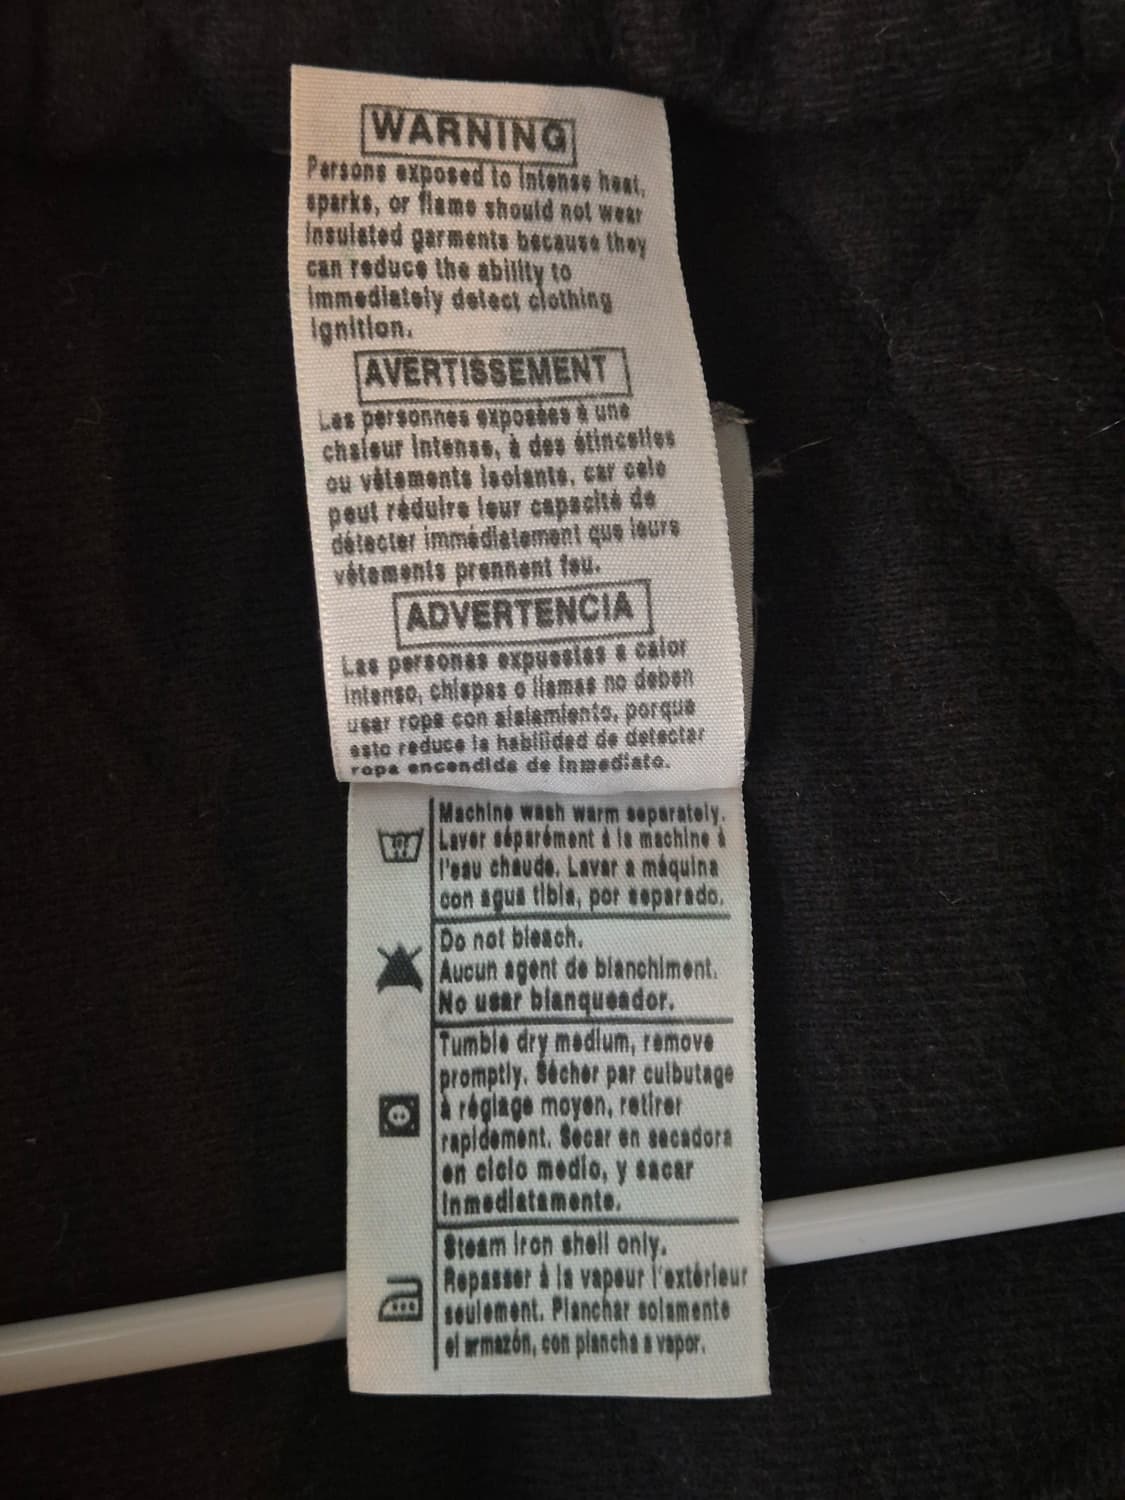 WARNING
Persons exposed to intense heat,
sparks, or flame should not wear
insulated garments because they
can reduce the ability to
immediately detect clothing
ignition.
AVERTISSEMENT
Les personnes exposées à une
chaleur intense, à des étincelles
ou vêtements isolants, car cela
peut réduire leur capacité de
détecter immédiatement que leurs
vêtements prennent feu.
ADVERTENCIA
Las personas expuestas a calor
intenso, chispas o llamas no deben
usar ropa con aislamiento, porque
esto reduce la habilidad de detectar
ropa encendida de inmediato.
Machine wash warm separately.
Laver séparément à la machine à
l'eau chaude. Lavar a máquina
con agua tibia, por separado.
Do not bleach.
Aucun agent de blanchiment.
No usar blanqueador.
Tumble dry medium, remove
promptly. Sécher par culbutage
à réglage moyen, retirer
rapidement. Secar en secadora
en ciclo medio, y sacar
inmediatamente.
Steam iron shell only.
Repasser à la vapeur l'extérieur
seulement. Planchar solamente
el armazón, con plancha a vapor.